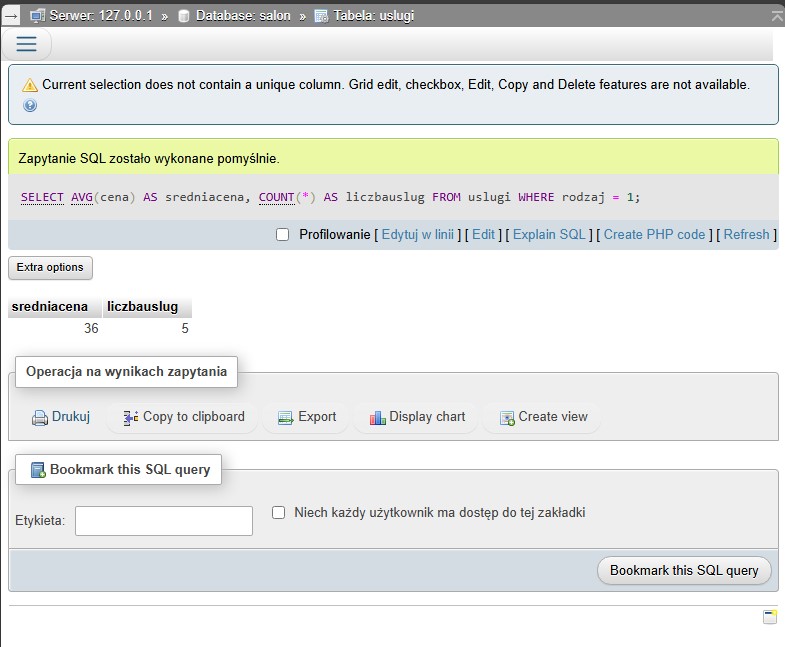 Serwer: 127.0.0.1 » Database: salon » Tabela: uslugi
Current selection does not contain a unique column. Grid edit, checkbox, Edit, Copy and Delete features are not available.
Zapytanie SQL zostało wykonane pomyślnie.
SELECT AVG(cena) AS sredniacena, COUNT(*) AS liczbauslug FROM uslugi WHERE rodzaj = 1;
Profilowanie [ Edytuj w linii ] [ Edit ] [ Explain SQL ] [ Create PHP code ] [ Refresh ]
Extra options
sredniacena liczbauslug
36 5
Operacja na wynikach zapytania
Drukuj Copy to clipboard Export Display chart Create view
Bookmark this SQL query
Etykieta: Niech każdy użytkownik ma dostęp do tej zakładki
Bookmark this SQL query